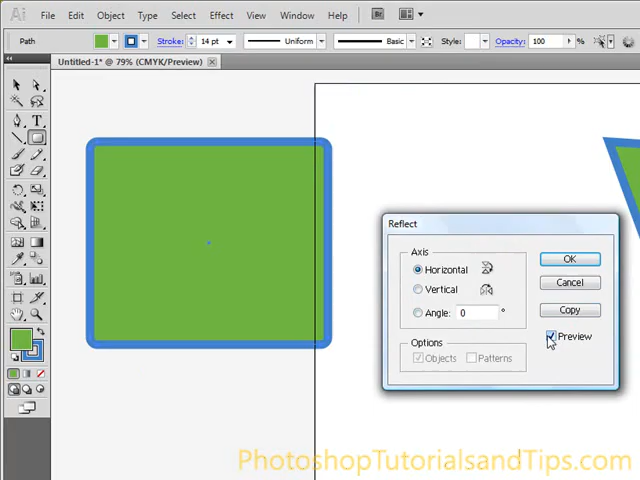 Ai File Edit Object Type Select Effect View Window Help Br
Path Stroke: 14 pt Uniform Basic Style: Opacity: 100
Untitled-1* @ 79% (CMYK/Preview)
Reflect
Axis
Horizontal
Vertical
Angle: 0 °
Options
Objects Patterns
OK
Cancel
Copy
Preview
PhotoshopTutorialsandTips.com